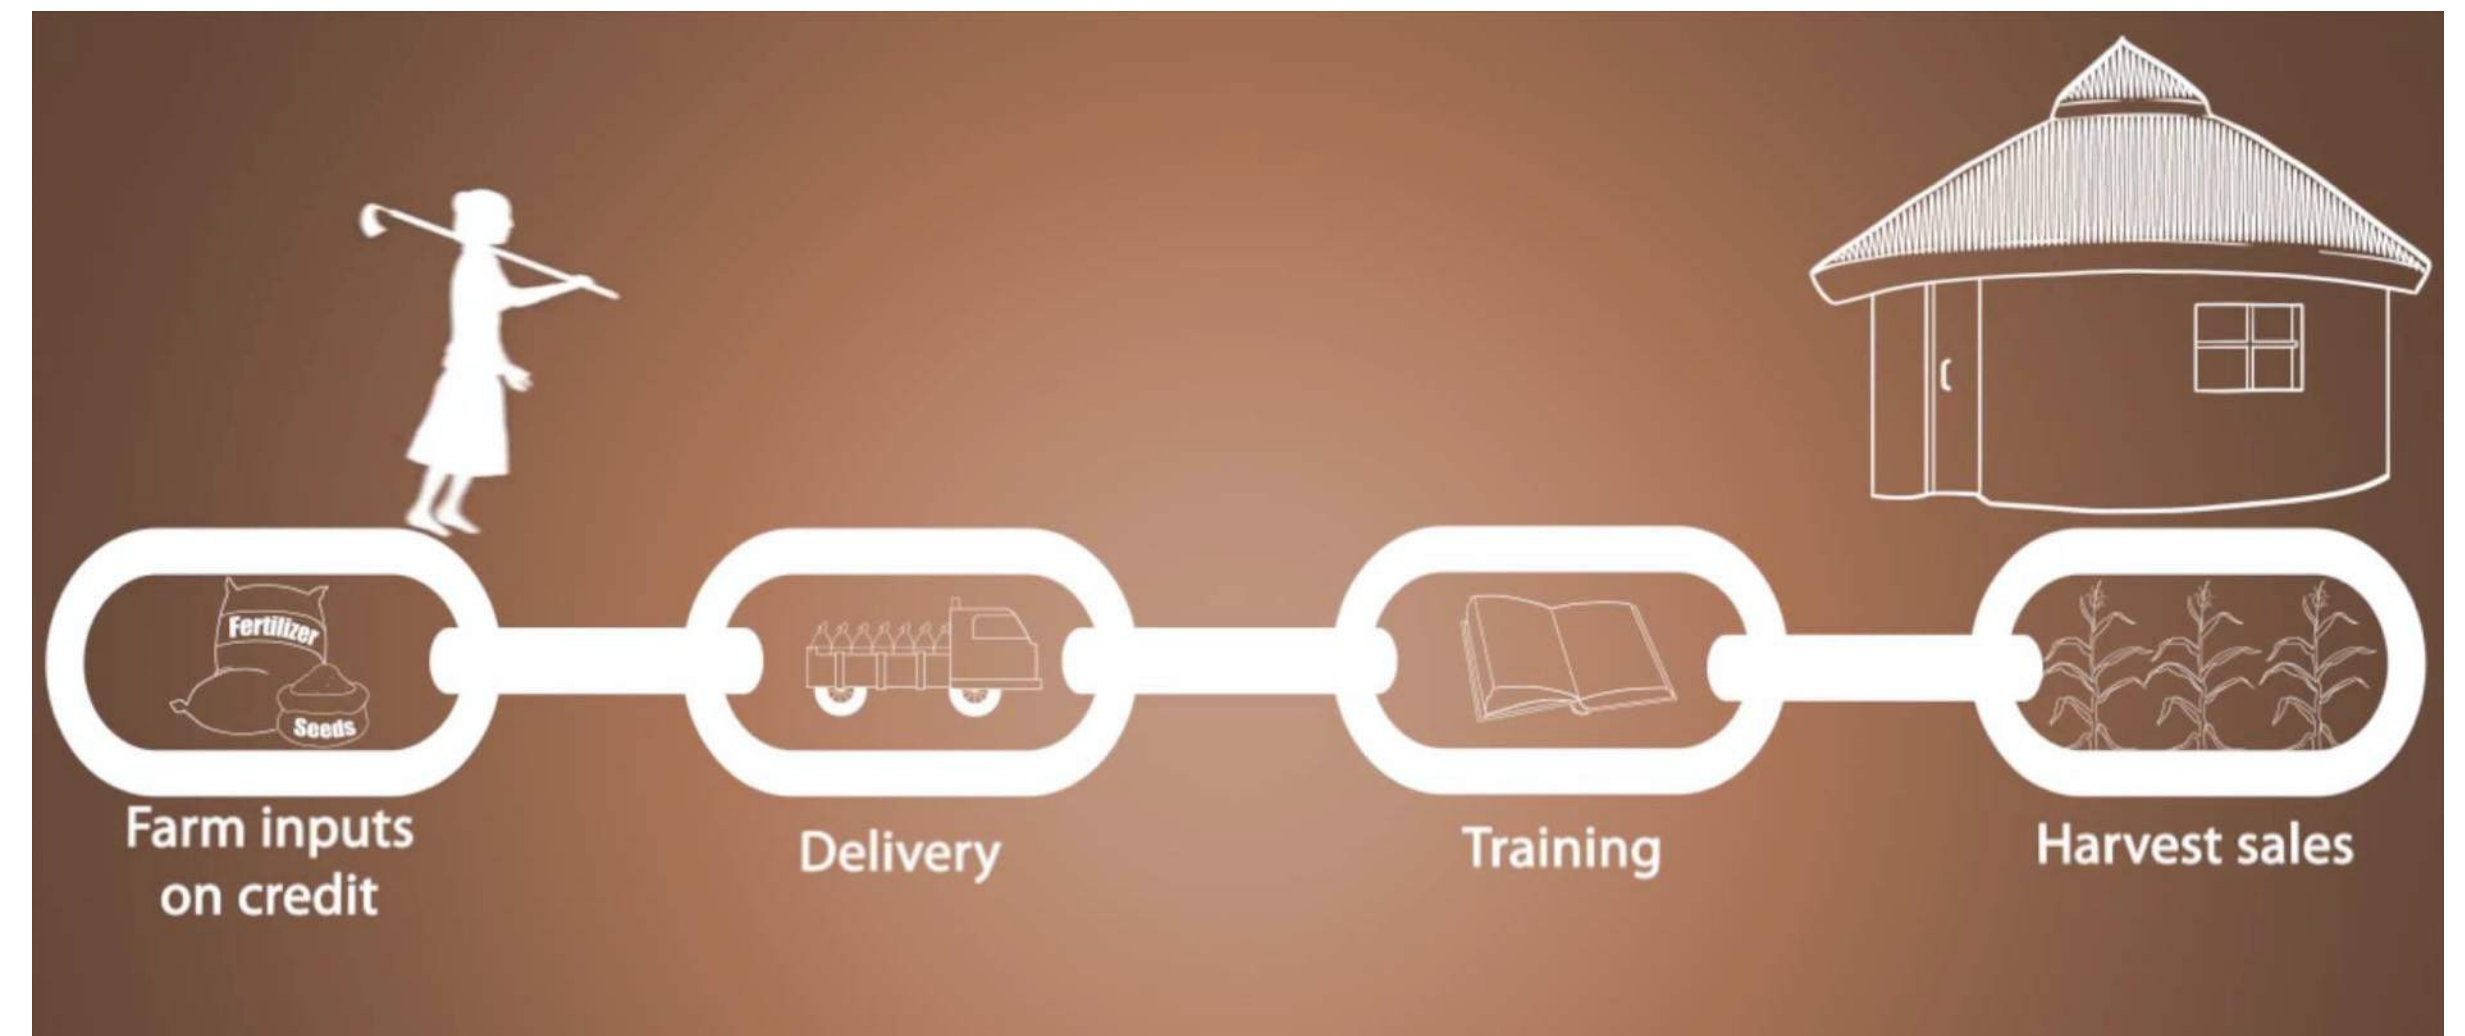 Fertilizer
Seeds
Farm inputs
on credit
Delivery
Training
Harvest sales